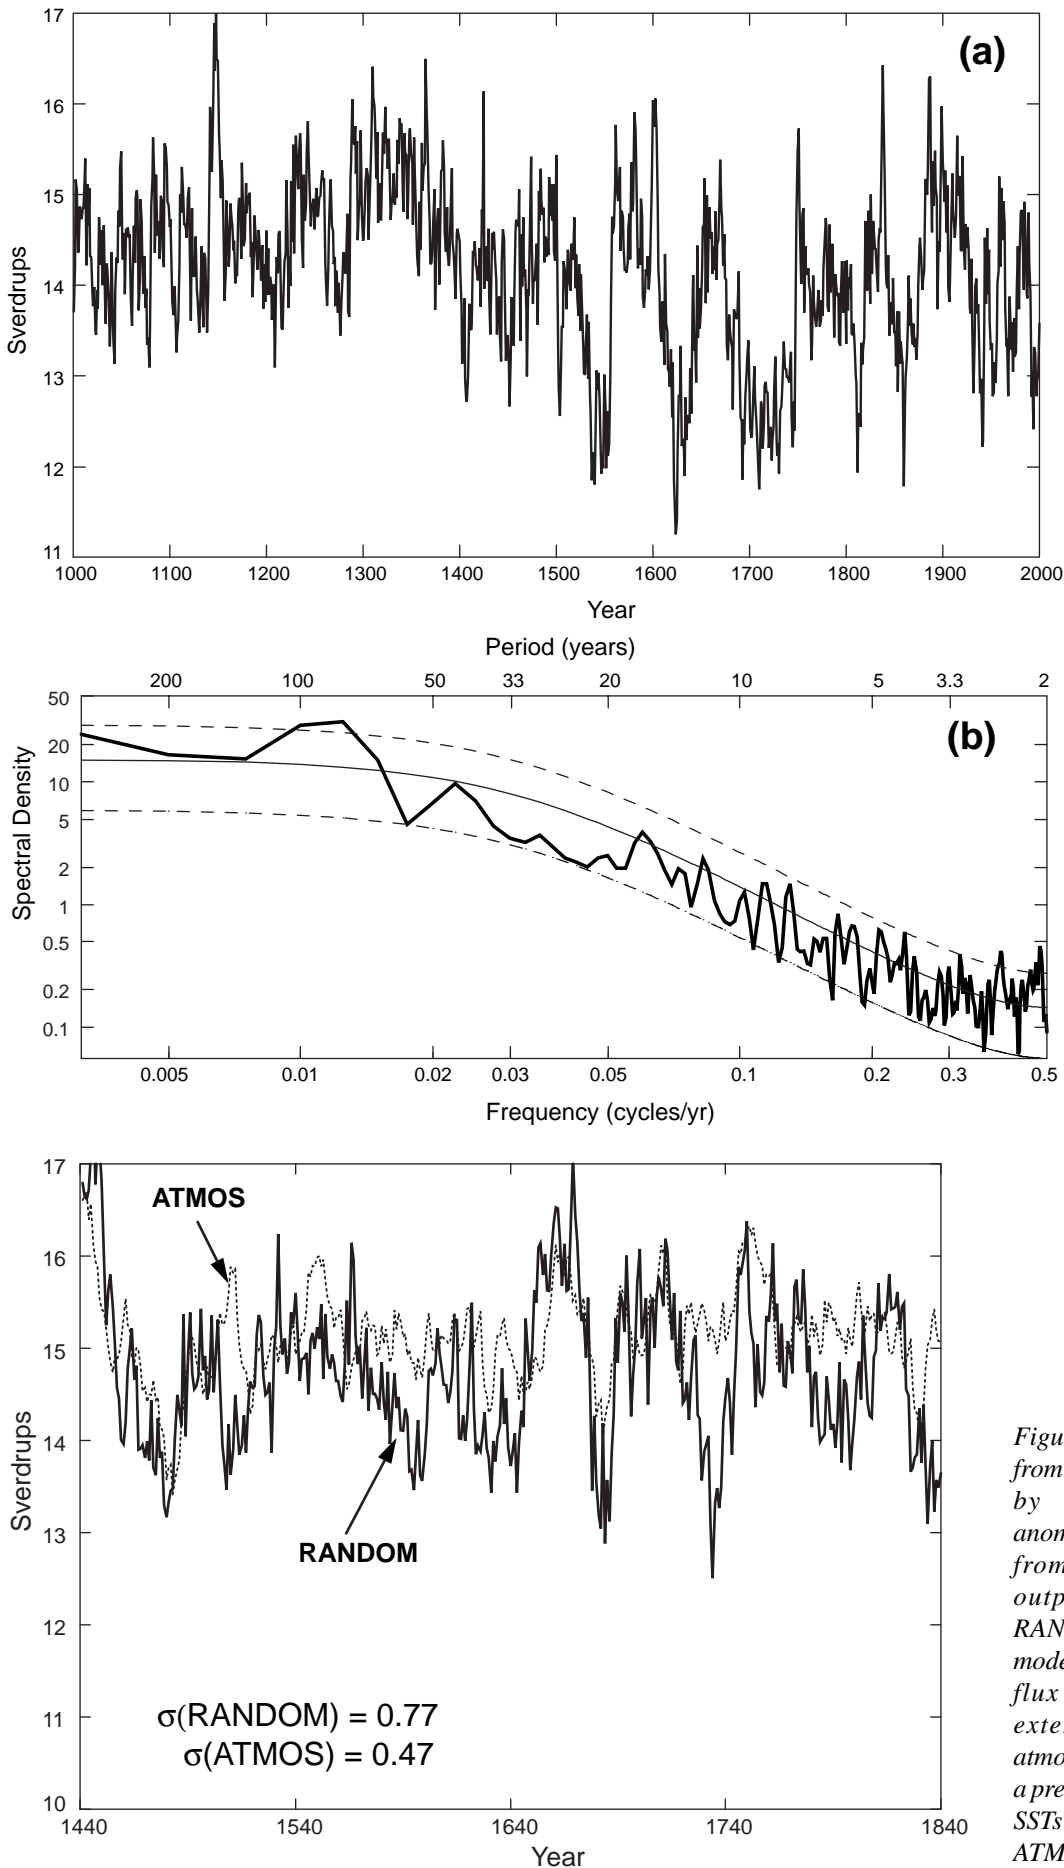 17
(a)
16
15
14
13
12
11
Sverdrups
1000 1100 1200 1300 1400 1500 1600 1700 1800 1900 2000
Year
Period (years)
200 100 50 33 20 10 5 3.3 2
50
(b)
20
10
5
2
1
0.5
0.2
0.1
Spectral Density
0.005 0.01 0.02 0.03 0.05 0.1 0.2 0.3 0.5
Frequency (cycles/yr)
17
ATMOS
16
15
14
RANDOM
13
12
11
10
Sverdrups
σ(RANDOM) = 0.77
σ(ATMOS) = 0.47
1440 1540 1640 1740 1840
Year
Figu
from
by
anom
from
outp
RAN
mode
flux
exte
atmo
a pre
SSTs
ATM